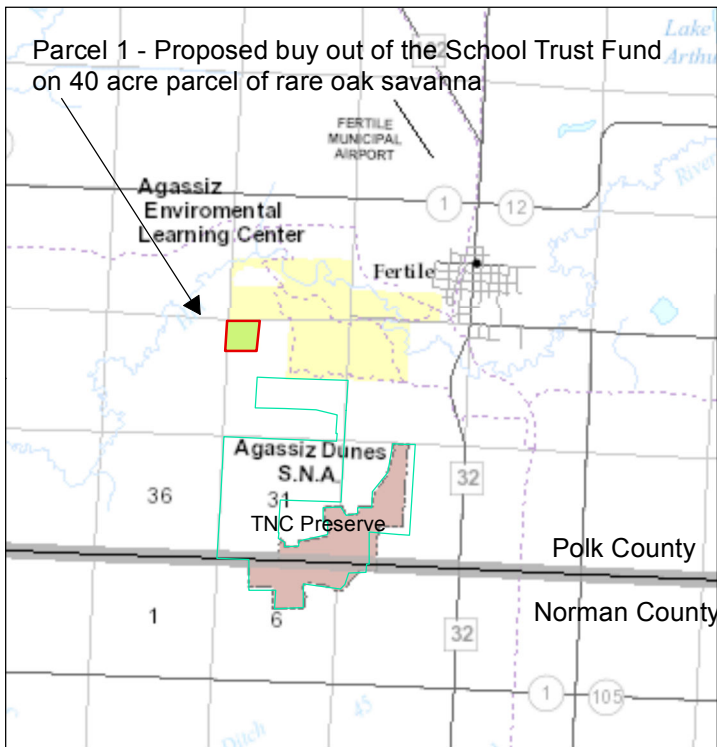 Lake
Arthu
Parcel 1 - Proposed buy out of the School Trust Fund
on 40 acre parcel of rare oak savanna
FERTILE
MUNICIPAL
AIRPORT
River
Agassiz
Enviromental
Learning Center
1
12
Fertile
Agassiz Dunes
S.N.A.
32
36
31
TNC Preserve
Polk County
Norman County
1
6
32
1
105
45
Ditch